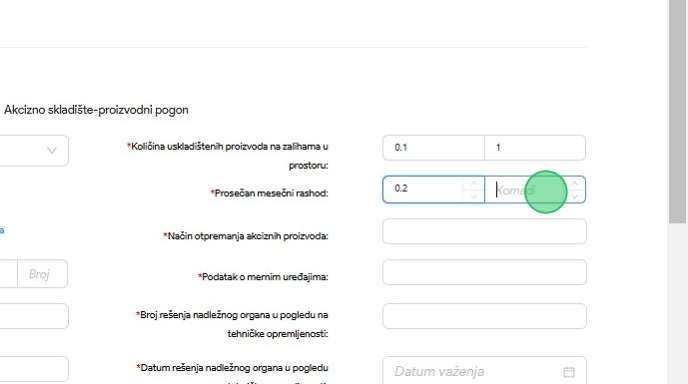 Akcizno skladište-proizvodni pogon
*Količina uskladištenih proizvoda na zalihama u
prostoru:
0.1
1
*Prosečan mesečni rashod:
0.2
Komadi
a
*Način otpremanja akciznih proizvoda:
Broj
*Podatak o mernim uređajima:
*Broj rešenja nadležnog organa u pogledu na
tehničke opremljenosti:
*Datum rešenja nadležnog organa u pogledu
Datum važenja